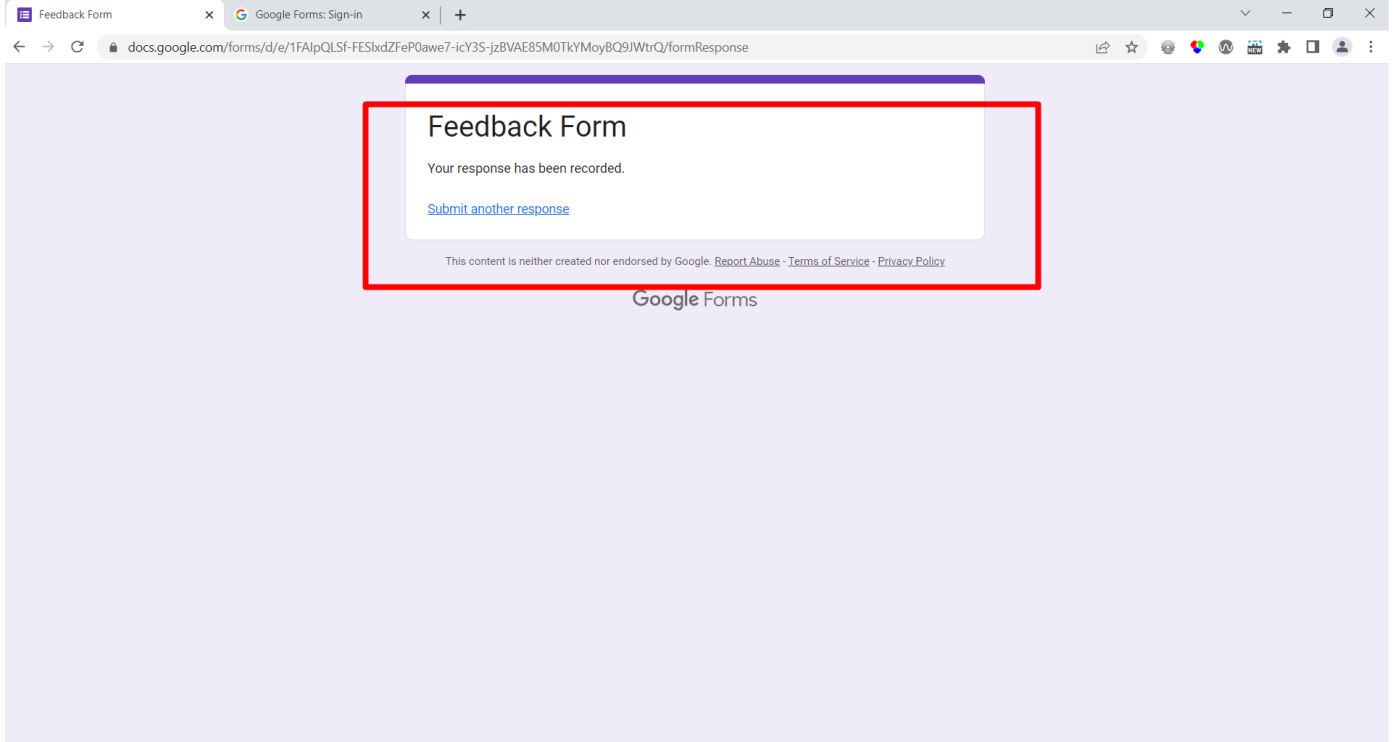 Feedback Form
Google Forms: Sign-in
docs.google.com/forms/d/e/1FAIpQLSf-FESlxdZFeP0awe7-icY3S-jzBVAE85M0TkYMoyBQ9JWtrQ/formResponse
NEW
Feedback Form
Your response has been recorded.
Submit another response
This content is neither created nor endorsed by Google. Report Abuse - Terms of Service - Privacy Policy
Google Forms